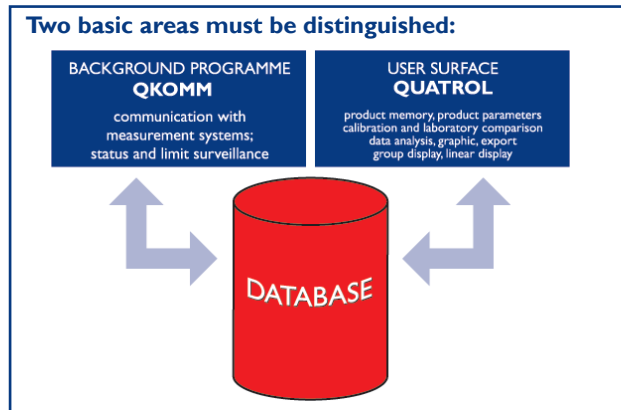 Two basic areas must be distinguished:
BACKGROUND PROGRAMME
QKOMM
communication with
measurement systems;
status and limit surveillance
USER SURFACE
QUATROL
product memory, product parameters
calibration and laboratory comparison
data analysis, graphic, export
group display, linear display
DATABASE